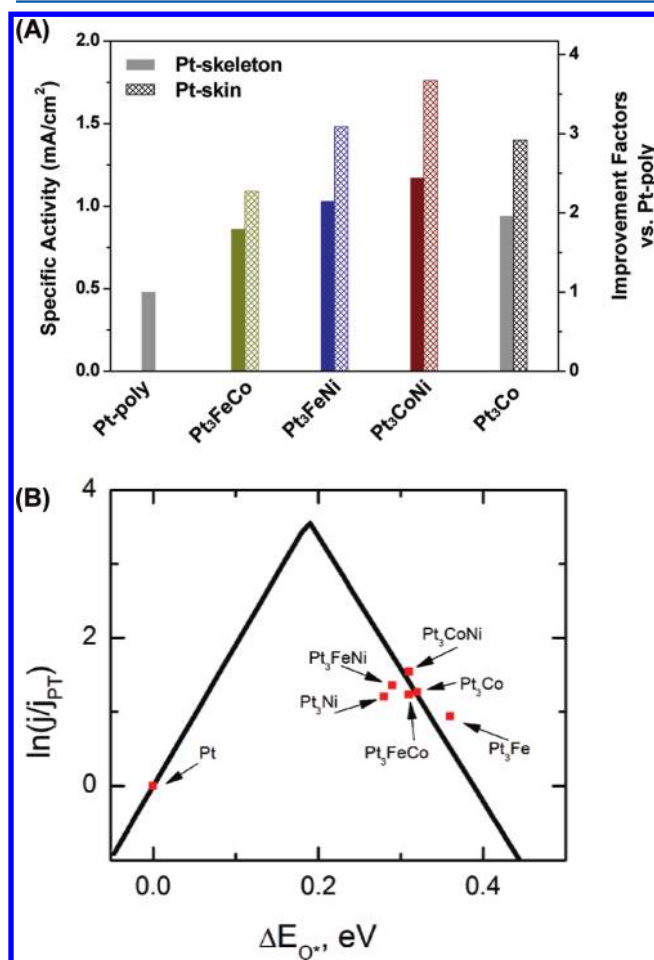 (A)
2.0
1.5
1.0
0.5
0.0
Specific Activity (mA/cm²)
Pt-skeleton
Pt-skin
4
3
2
1
0
Improvement Factors
vs. Pt-poly
Pt-poly
Pt₃FeCo
Pt₃FeNi
Pt₃CoNi
Pt₃Co
(B)
4
2
0
ln(j/j_PT)
Pt₃CoNi
Pt₃FeNi
Pt₃Ni
Pt₃Co
Pt₃FeCo
Pt₃Fe
Pt
0.0 0.2 0.4
ΔE_O*, eV